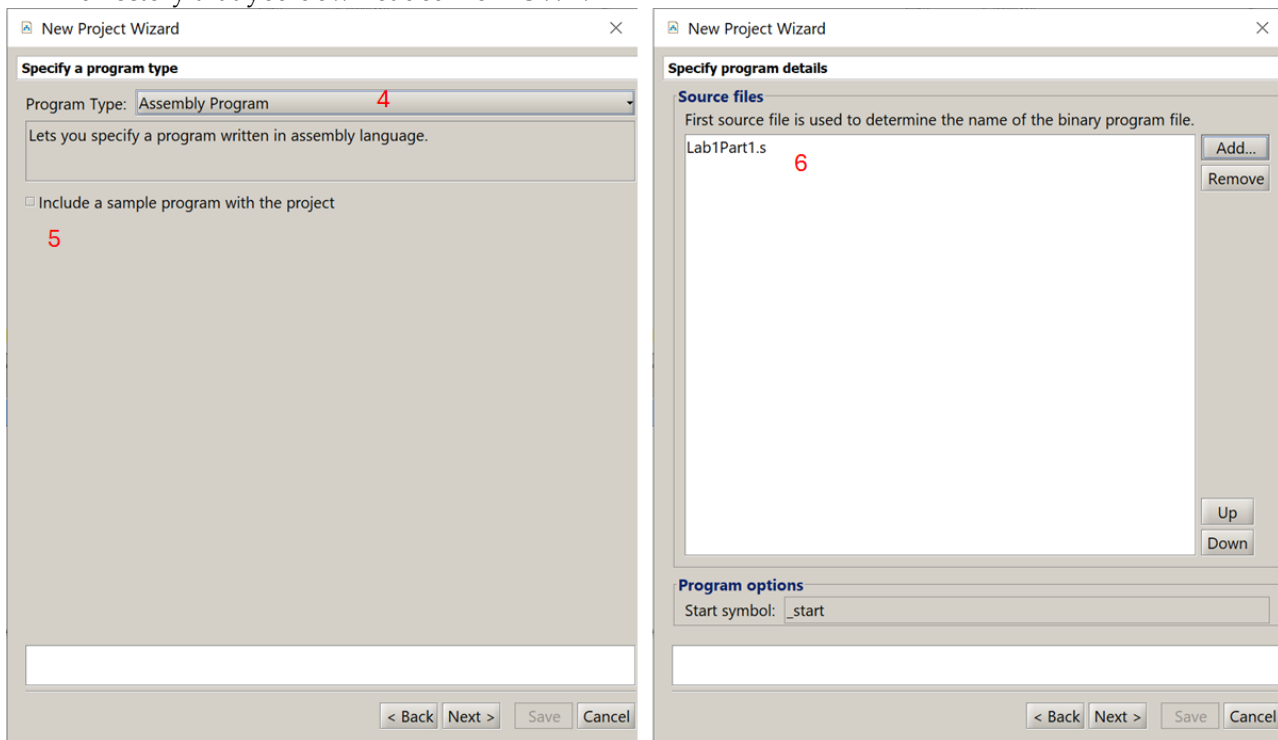 New Project Wizard
Specify a program type
Program Type: Assembly Program 4
Lets you specify a program written in assembly language.
Include a sample program with the project
5
< Back Next > Save Cancel
New Project Wizard
Specify program details
Source files
First source file is used to determine the name of the binary program file.
Lab1Part1.s
6
Add...
Remove
Up
Down
Program options
Start symbol: _start
< Back Next > Save Cancel